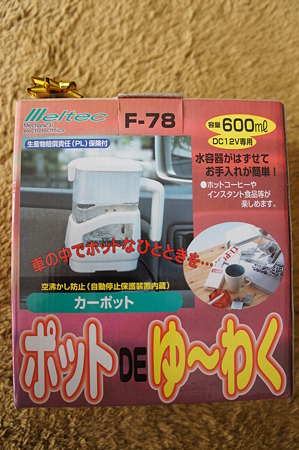 Meltec
Mechanical
electrotechnics
F-78
容量 600mℓ
DC12V専用
生産物賠償責任(PL)保険付
水容器がはずせて
お手入れが簡単!
●ホットコーヒーや
インスタント食品等が
楽しめます。
車の中でホットなひとときを…
空沸かし防止(自動停止保護装置内蔵)
カーポット
ポットDEゆ〜わく